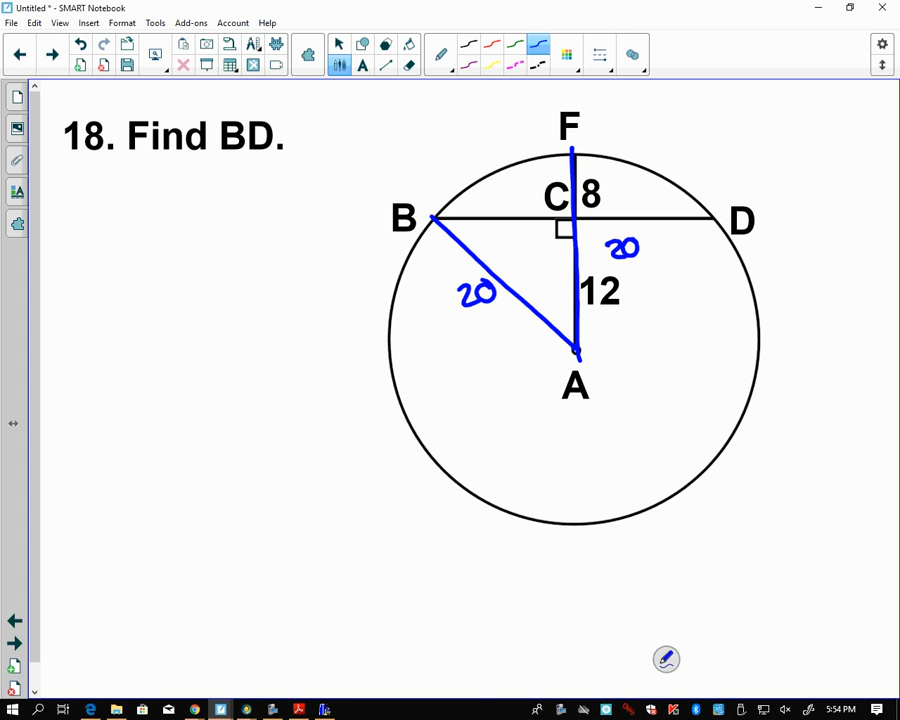 Untitled * - SMART Notebook
File Edit View Insert Format Tools Add-ons Account Help
18. Find BD.
F
C 8
B D
20
20 12
A
5:54 PM